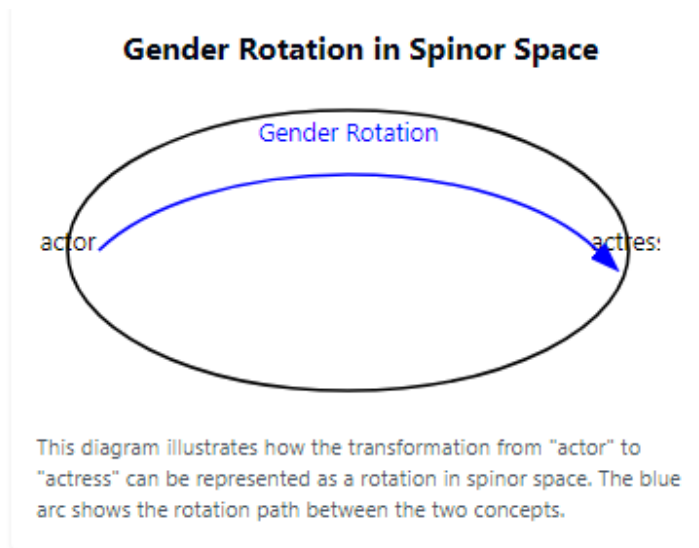 Gender Rotation in Spinor Space
Gender Rotation
actor
actress
This diagram illustrates how the transformation from "actor" to
"actress" can be represented as a rotation in spinor space. The blue
arc shows the rotation path between the two concepts.